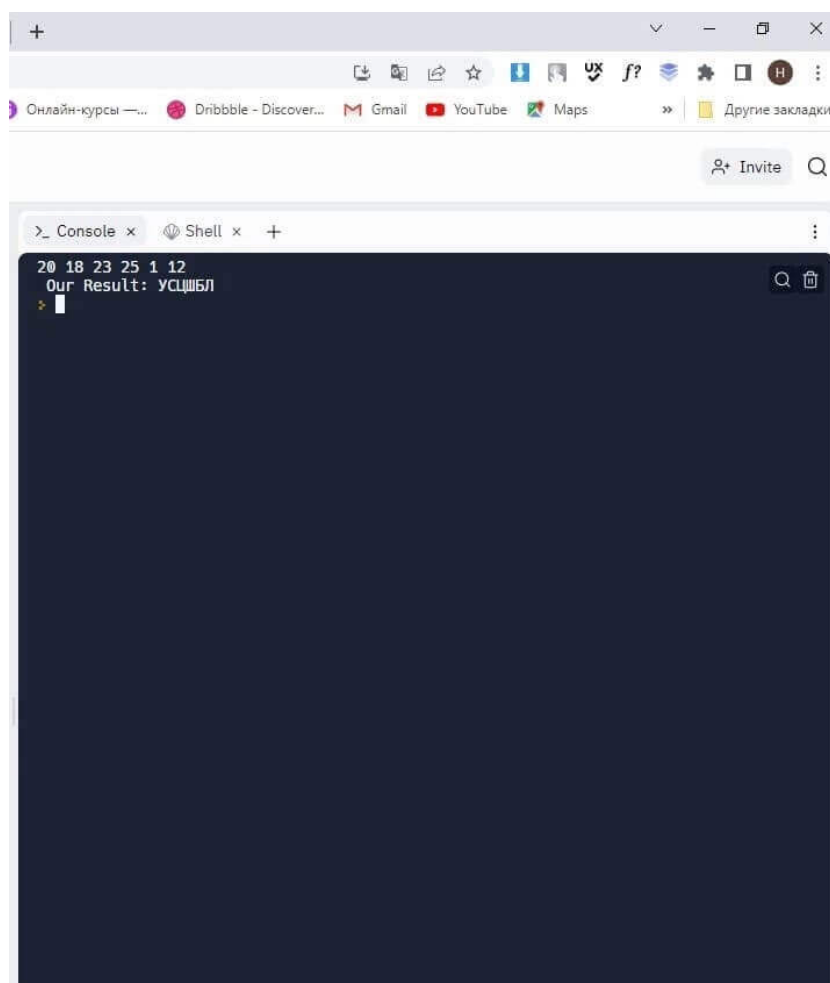 Онлайн-курсы —...
Dribbble - Discover...
Gmail
YouTube
Maps
»
Другие закладки
UX
f?
H
Invite
>_ Console ×
Shell ×
+
20 18 23 25 1 12
Our Result: УСЦШБЛ